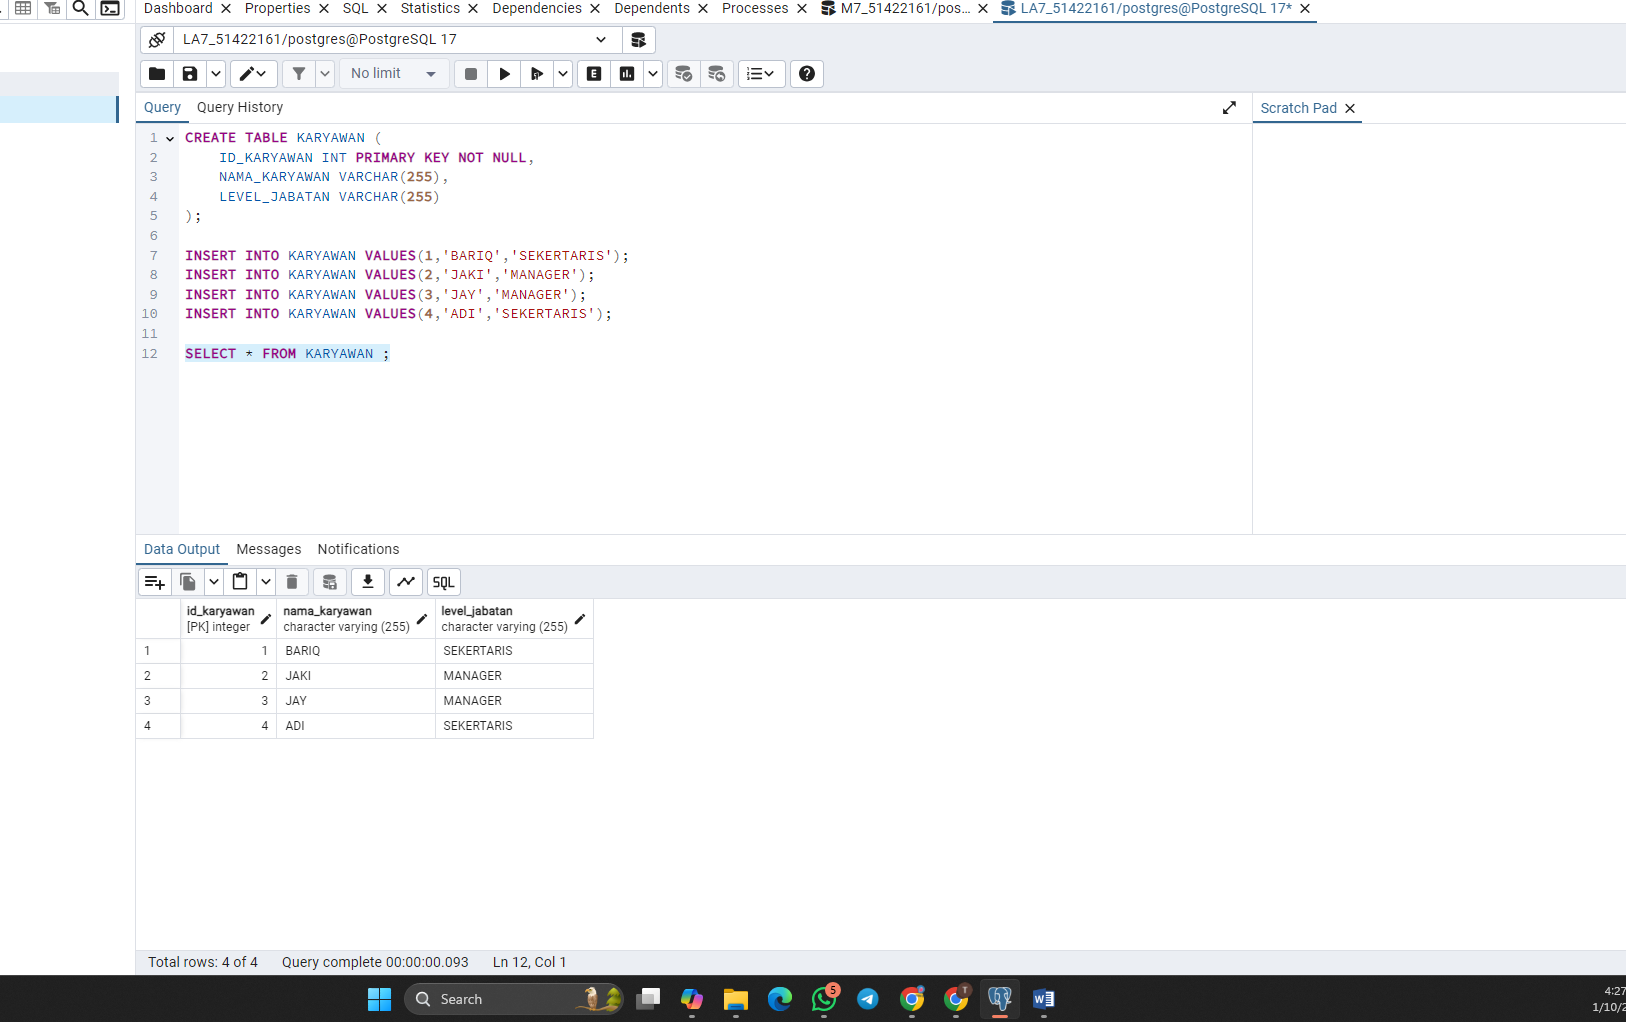 Dashboard Properties SQL Statistics Dependencies Dependents Processes M7_51422161/pos... LA7_51422161/postgres@PostgreSQL 17*
LA7_51422161/postgres@PostgreSQL 17
No limit
E
Query Query History
Scratch Pad
1 CREATE TABLE KARYAWAN (
2 ID_KARYAWAN INT PRIMARY KEY NOT NULL,
3 NAMA_KARYAWAN VARCHAR(255),
4 LEVEL_JABATAN VARCHAR(255)
5 );
6
7 INSERT INTO KARYAWAN VALUES(1,'BARIQ','SEKERTARIS');
8 INSERT INTO KARYAWAN VALUES(2,'JAKI','MANAGER');
9 INSERT INTO KARYAWAN VALUES(3,'JAY','MANAGER');
10 INSERT INTO KARYAWAN VALUES(4,'ADI','SEKERTARIS');
11
12 SELECT * FROM KARYAWAN ;
Data Output Messages Notifications
SQL
id_karyawan nama_karyawan level_jabatan
[PK] integer character varying (255) character varying (255)
1 1 BARIQ SEKERTARIS
2 2 JAKI MANAGER
3 3 JAY MANAGER
4 4 ADI SEKERTARIS
Total rows: 4 of 4 Query complete 00:00:00.093 Ln 12, Col 1
Search
5
T
4:27
1/10/2